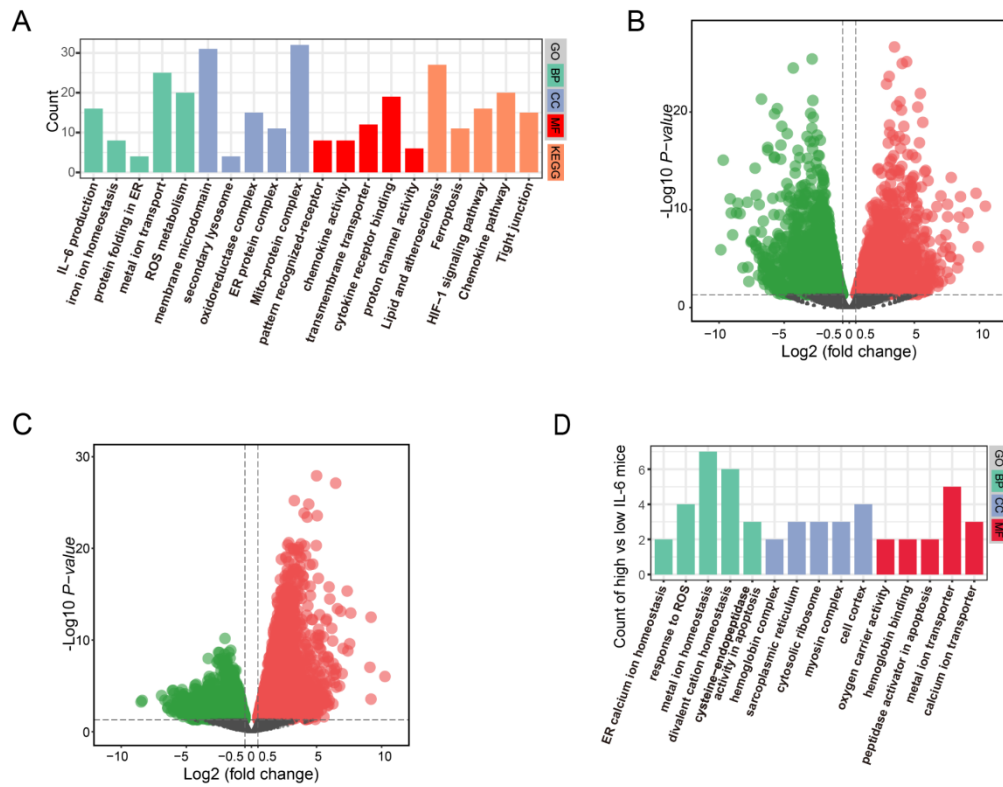 A
30
20
10
0
Count
GO
BP
CC
MF
KEGG
IL-6 production
iron ion homeostasis
protein folding in ER
metal ion transport
ROS metabolism
membrane microdomain
secondary lysosome
oxidoreductase complex
ER protein complex
Mito-protein complex
pattern recognized-receptor
chemokine activity
transmembrane transporter
cytokine receptor binding
proton channel activity
Lipid and atherosclerosis
Ferroptosis
HIF-1 signaling pathway
Chemokine pathway
Tight junction
B
20
10
0
-Log10 P-value
−10
−5
−0.5
0
0.5
5
10
Log2 (fold change)
C
30
20
10
0
-Log10 P-value
−10
−5
−0.5
0
0.5
5
10
Log2 (fold change)
D
6
4
2
0
Count of high vs low IL-6 mice
GO
BP
CC
MF
ER calcium ion homeostasis
response to ROS
metal ion homeostasis
divalent cation homeostasis
cysteine-endopeptidase
activity in apoptosis
hemoglobin complex
sarcoplasmic reticulum
cytosolic ribosome
myosin complex
cell cortex
oxygen carrier activity
hemoglobin binding
peptidase activator in apoptosis
metal ion transporter
calcium ion transporter